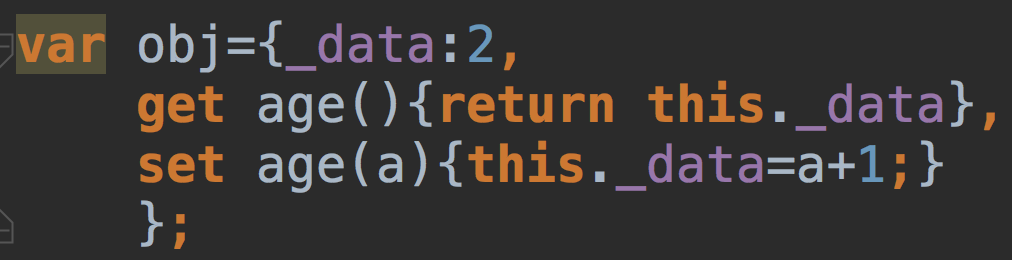 var obj={_data:2,
get age(){return this._data},
set age(a){this._data=a+1;}
};